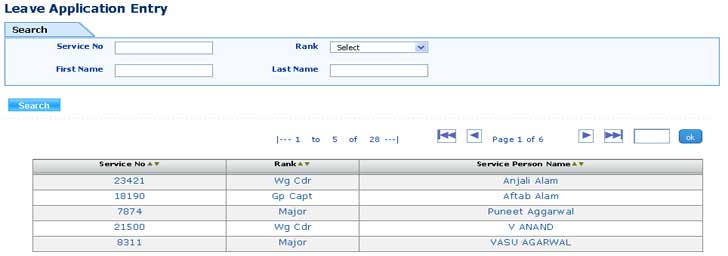 Leave Application Entry
Search
Service No Rank Select
First Name Last Name
Search
|--- 1 to 5 of 28 ---| Page 1 of 6 ok
Service No Rank Service Person Name
23421 Wg Cdr Anjali Alam
18190 Gp Capt Aftab Alam
7874 Major Puneet Aggarwal
21500 Wg Cdr V ANAND
8311 Major VASU AGARWAL